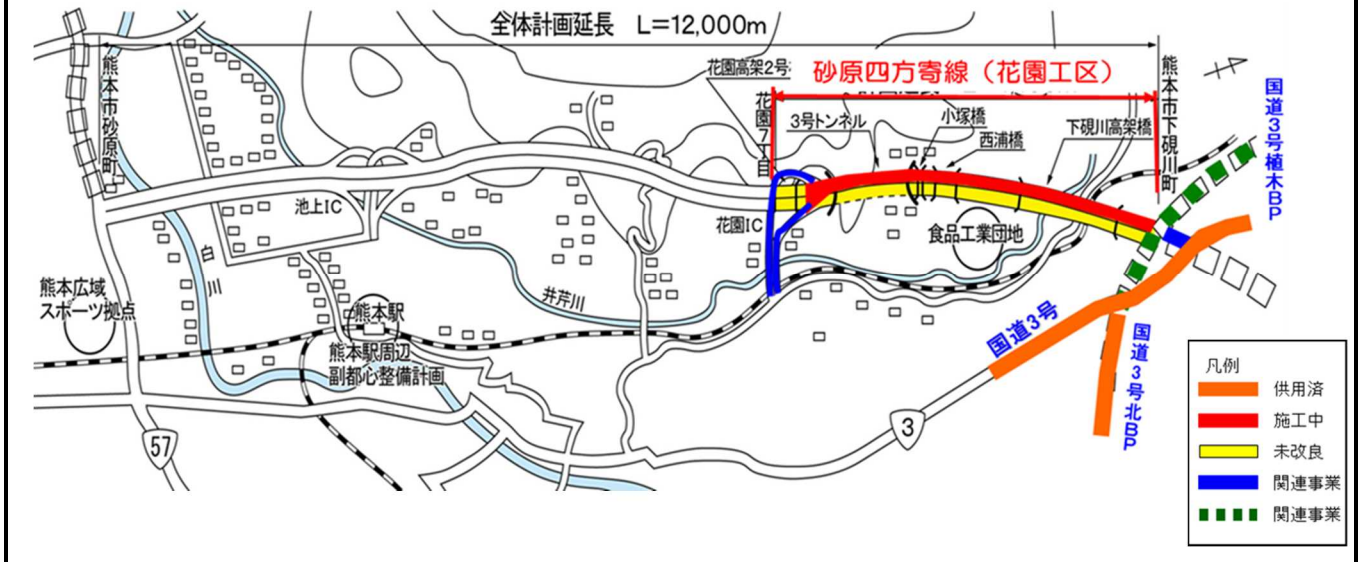 全体計画延長 L=12,000m
花園高架2号
砂原四方寄線（花園工区）
熊本市砂原町
花園7丁目
3号トンネル
小塚橋
西浦橋
下硯川高架橋
熊本市下硯川町
国道3号植木BP
池上IC
花園IC
食品工業団地
白川
井芹川
熊本広域
スポーツ拠点
熊本駅
熊本駅周辺
副都心整備計画
国道3号
国道3号北BP
57
3
凡例
供用済
施工中
未改良
関連事業
関連事業